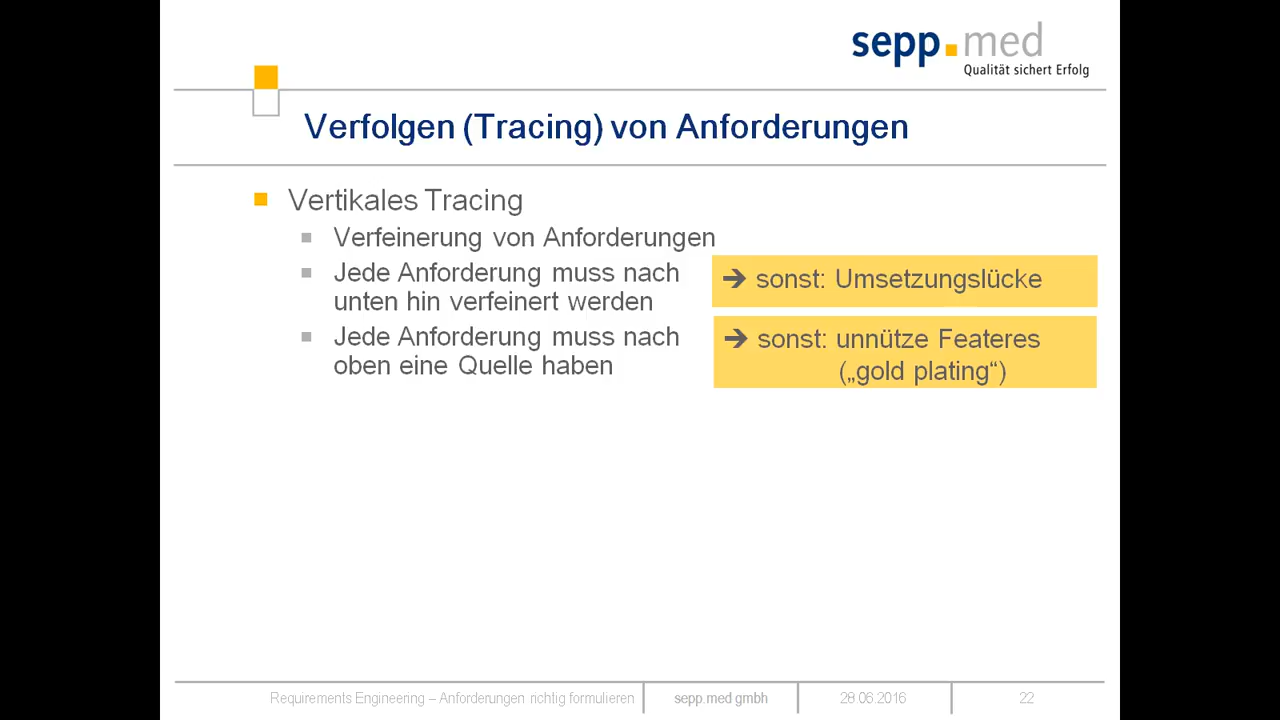 sepp.med
Qualität sichert Erfolg
Verfolgen (Tracing) von Anforderungen
Vertikales Tracing
Verfeinerung von Anforderungen
Jede Anforderung muss nach
unten hin verfeinert werden
➔ sonst: Umsetzungslücke
Jede Anforderung muss nach
oben eine Quelle haben
➔ sonst: unnütze Feateres
(„gold plating“)
Requirements Engineering – Anforderungen richtig formulieren
sepp.med gmbh
28.06.2016
22